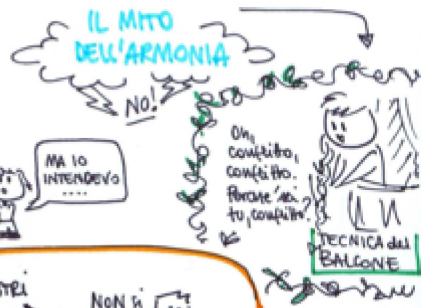 IL MITO
DELL'ARMONIA
NO!
MA IO
INTENDEVO
....
Oh,
conflitto,
conflitto.
Perché sei
tu, conflitto?
TECNICA del
BALCONE
STRI
NON Si